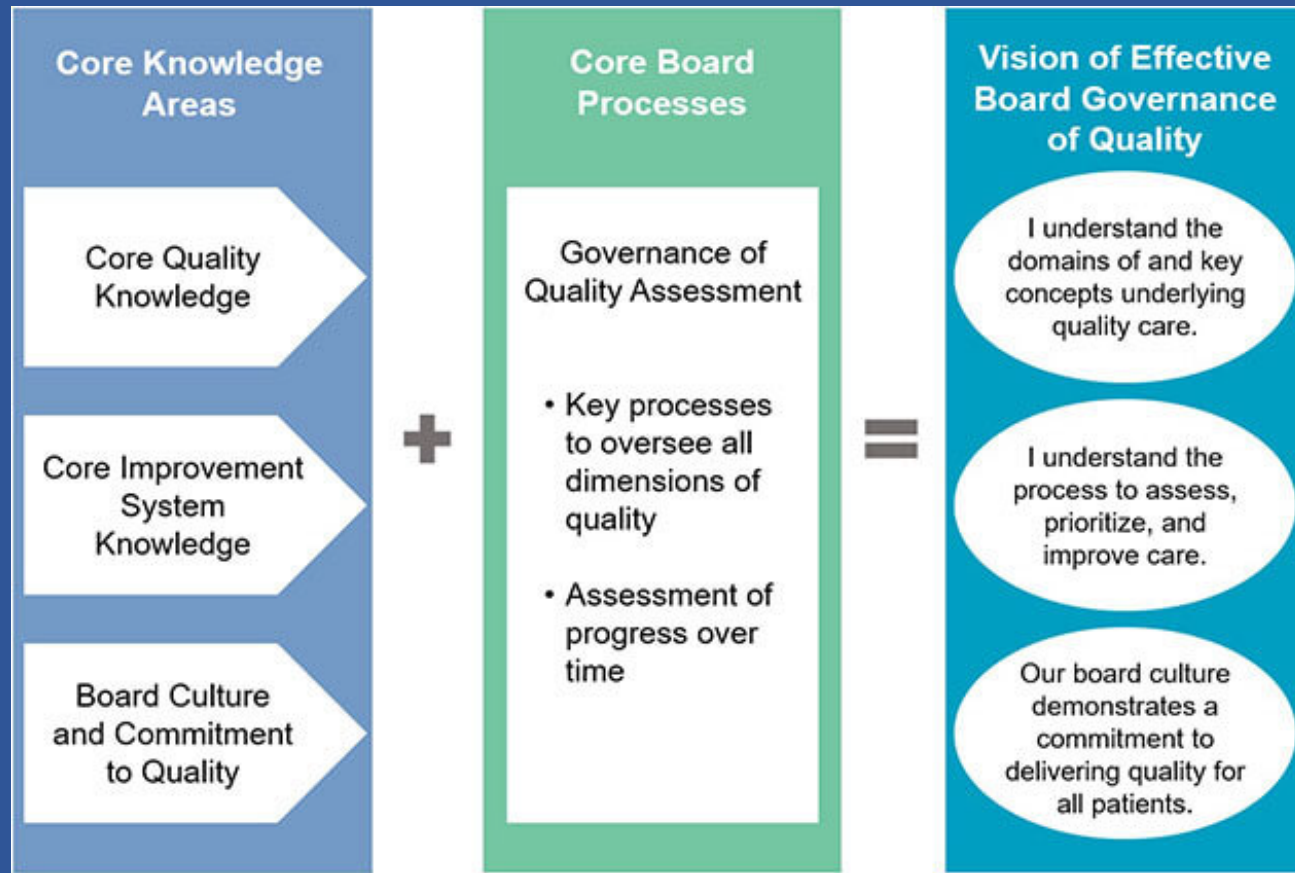 Core Knowledge
Areas
Core Quality
Knowledge
Core Improvement
System
Knowledge
Board Culture
and Commitment
to Quality
+
Core Board
Processes
Governance of
Quality Assessment
• Key processes
to oversee all
dimensions of
quality
• Assessment of
progress over
time
=
Vision of Effective
Board Governance
of Quality
I understand the
domains of and key
concepts underlying
quality care.
I understand the
process to assess,
prioritize, and
improve care.
Our board culture
demonstrates a
commitment to
delivering quality for
all patients.